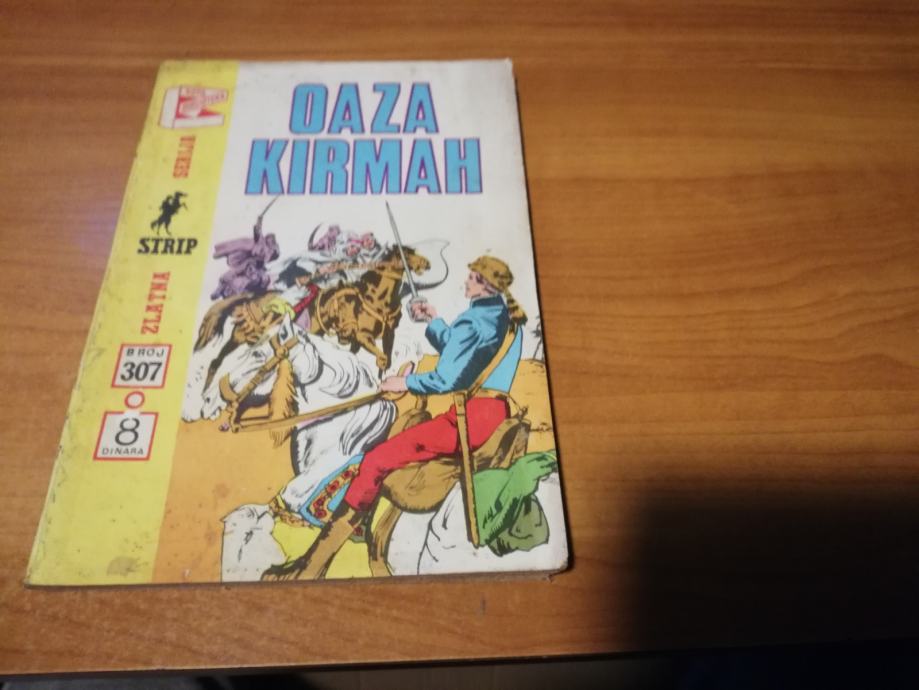 OAZA
KIRMAH
ZLATNA
STRIP
SERIJA
BROJ
307
8
DINARA